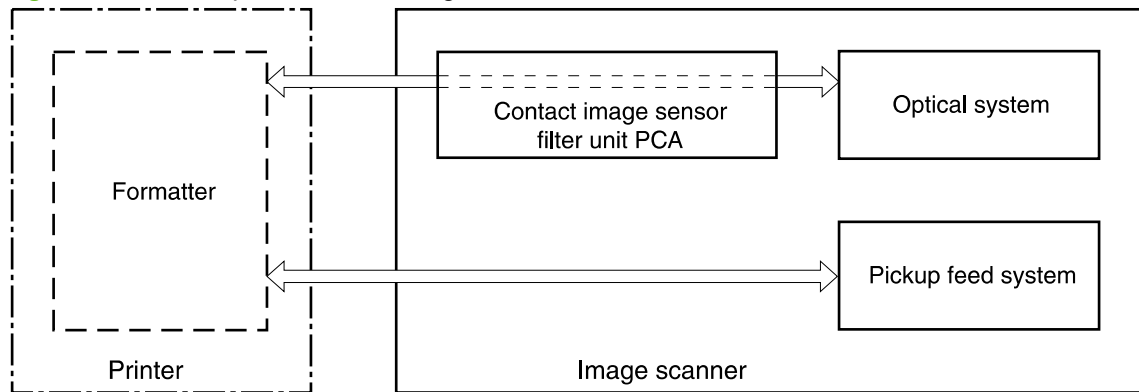 Contact image sensor
filter unit PCA
Optical system
Formatter
Pickup feed system
Printer
Image scanner